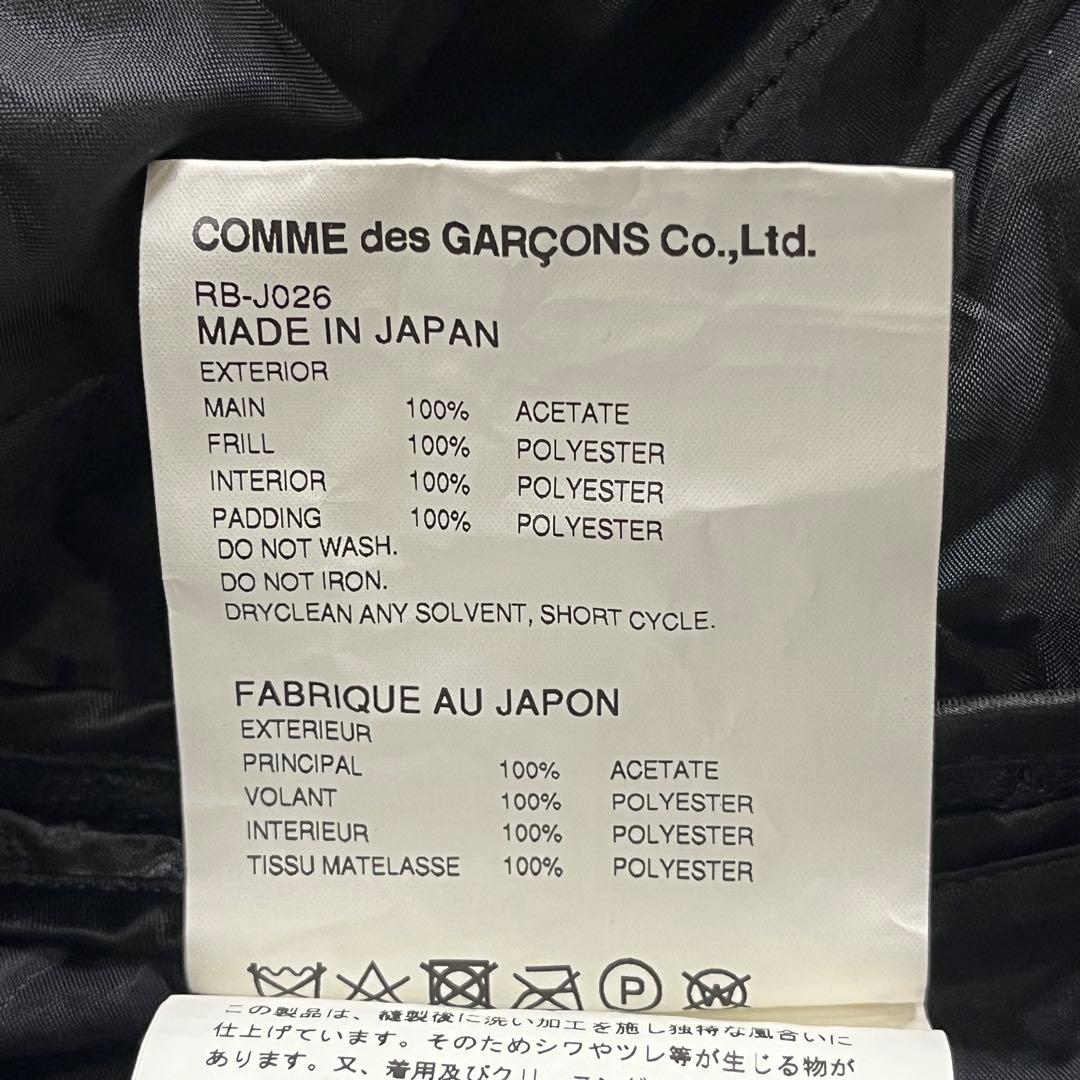 COMME des GARÇONS Co.,Ltd.
RB-J026
MADE IN JAPAN
EXTERIOR
MAIN 100% ACETATE
FRILL 100% POLYESTER
INTERIOR 100% POLYESTER
PADDING 100% POLYESTER
DO NOT WASH.
DO NOT IRON.
DRYCLEAN ANY SOLVENT, SHORT CYCLE.
FABRIQUE AU JAPON
EXTERIEUR
PRINCIPAL 100% ACETATE
VOLANT 100% POLYESTER
INTERIEUR 100% POLYESTER
TISSU MATELASSE 100% POLYESTER
P W
この製品は、縫製後に洗い加工を施し独特な風合いに
仕上げています。そのためシワやツレ等が生じる物が
あります。又、着用及びクリーニング